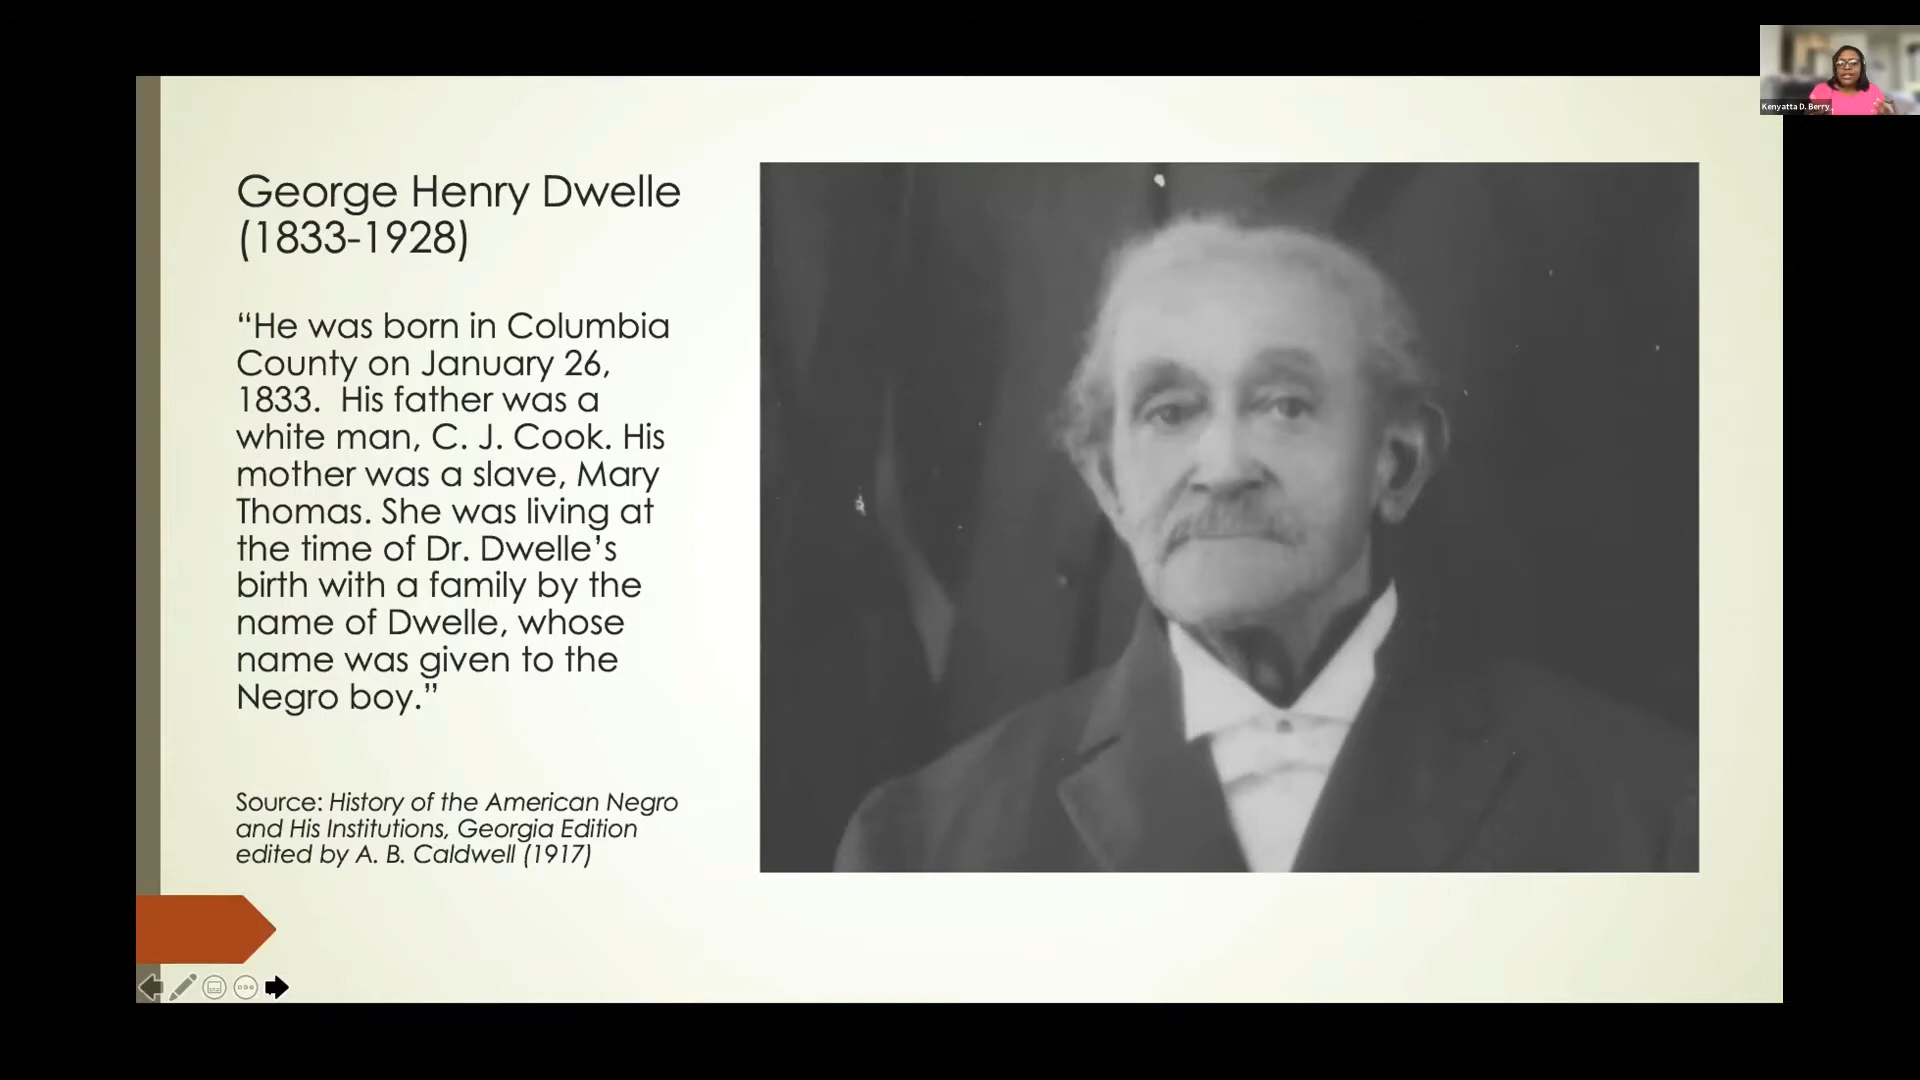 Kenyatta D. Berry
George Henry Dwelle
(1833-1928)
“He was born in Columbia
County on January 26,
1833.  His father was a
white man, C. J. Cook. His
mother was a slave, Mary
Thomas. She was living at
the time of Dr. Dwelle’s
birth with a family by the
name of Dwelle, whose
name was given to the
Negro boy.”
Source: History of the American Negro
and His Institutions, Georgia Edition
edited by A. B. Caldwell (1917)